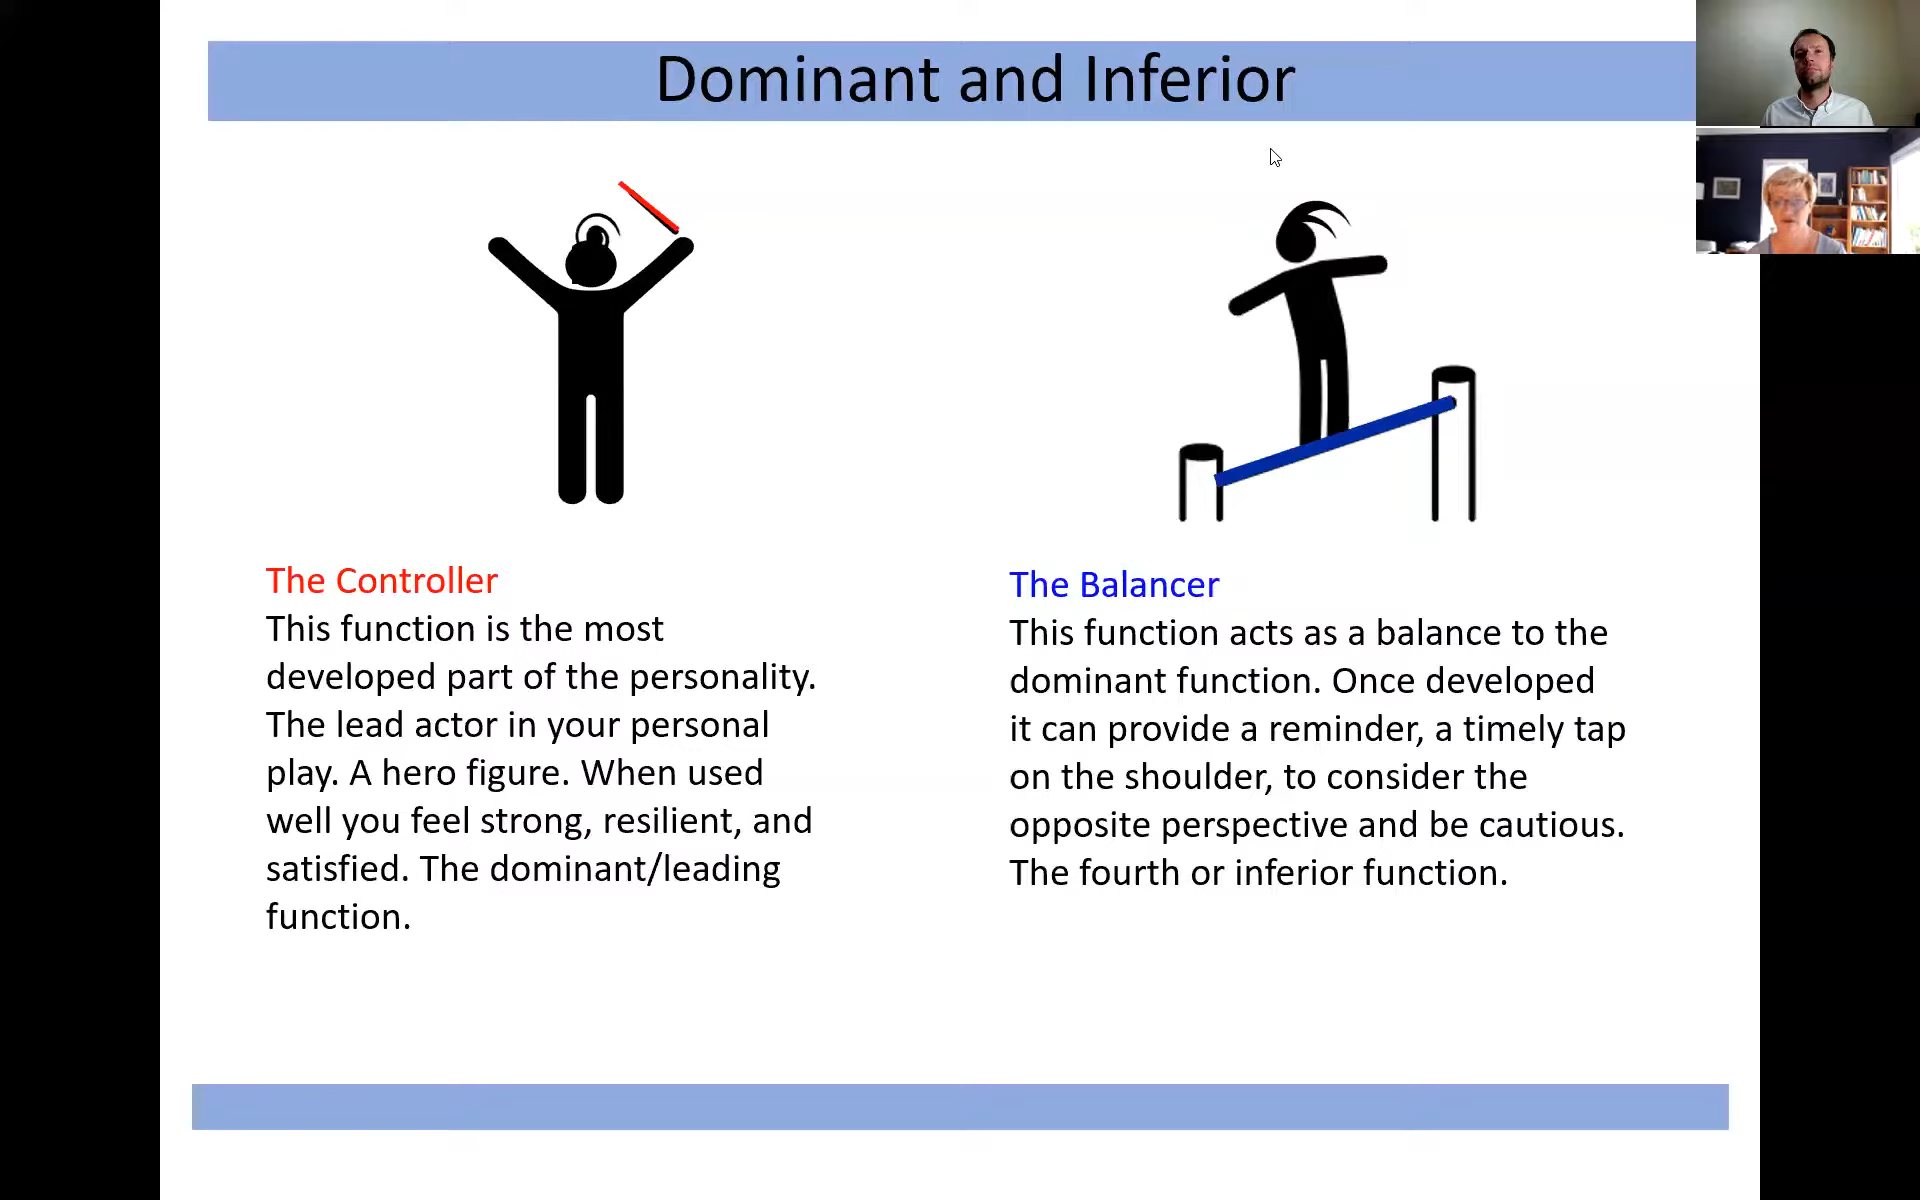 Dominant and Inferior
The Controller
This function is the most
developed part of the personality.
The lead actor in your personal
play. A hero figure. When used
well you feel strong, resilient, and
satisfied. The dominant/leading
function.
The Balancer
This function acts as a balance to the
dominant function. Once developed
it can provide a reminder, a timely tap
on the shoulder, to consider the
opposite perspective and be cautious.
The fourth or inferior function.